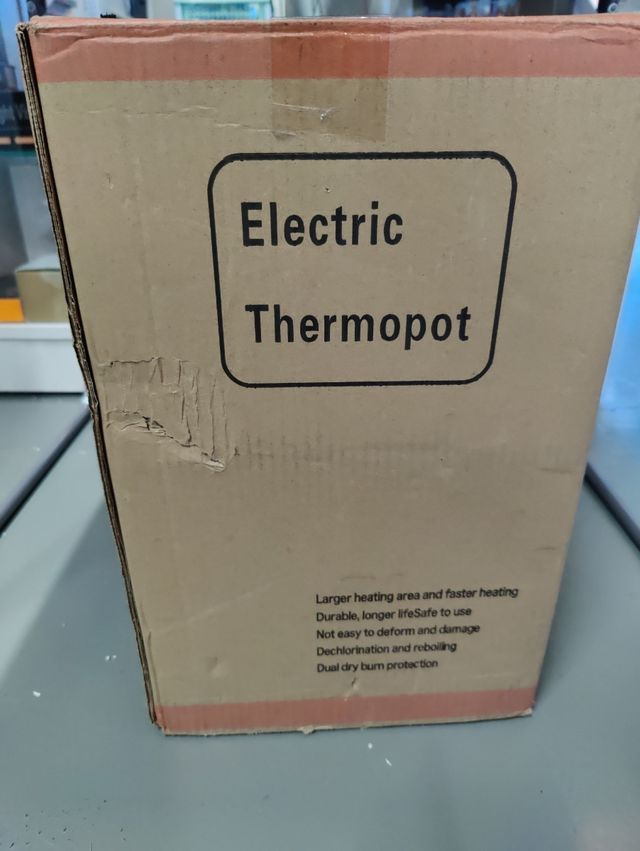 Electric
Thermopot
Larger heating area and faster heating
Durable, longer lifeSafe to use
Not easy to deform and damage
Dechlorination and reboiling
Dual dry burn protection